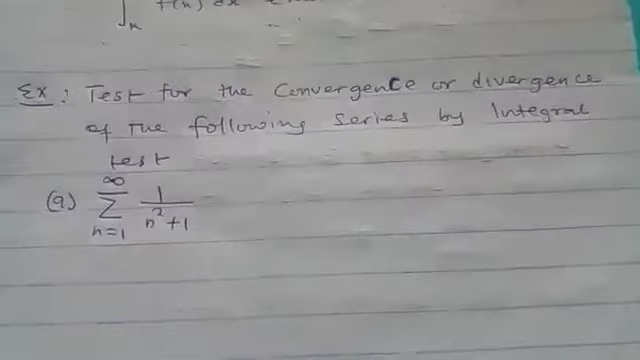 Ex: Test for the Convergence or divergence
of The following series by Integral
test
(a) ∞ ∑ n=1 1/(n²+1)